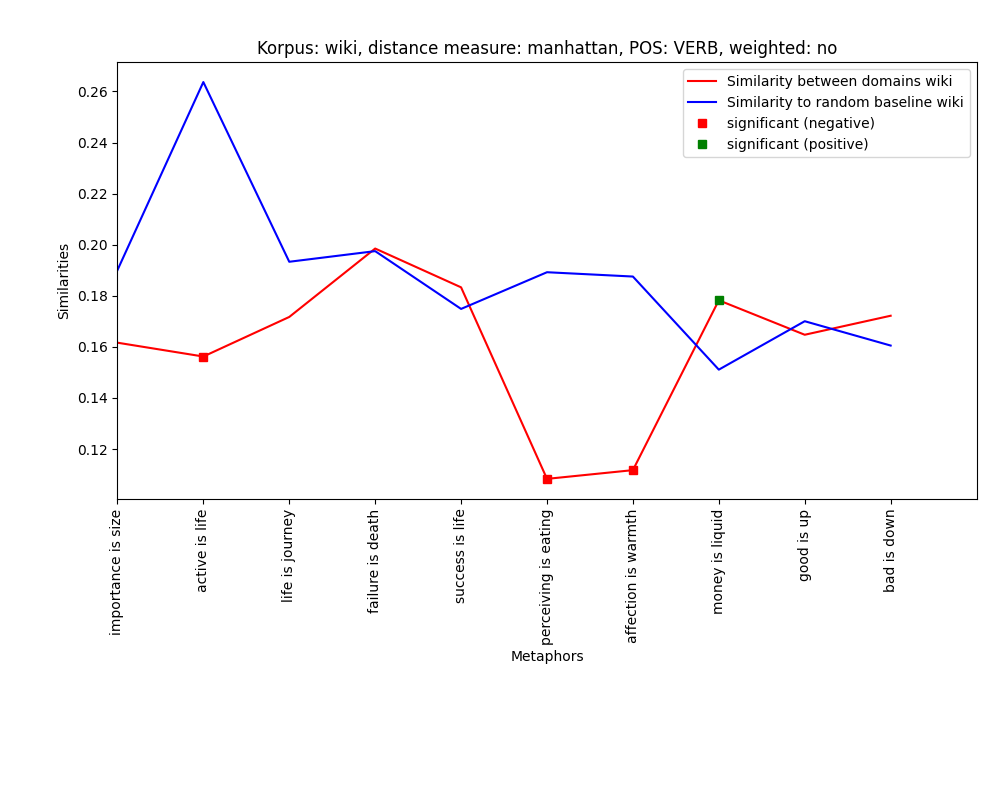 Korpus: wiki, distance measure: manhattan, POS: VERB, weighted: no
Similarity between domains wiki
Similarity to random baseline wiki
significant (negative)
significant (positive)
0.26
0.24
0.22
0.20
0.18
0.16
0.14
0.12
Similarities
importance is size
active is life
life is journey
failure is death
success is life
perceiving is eating
affection is warmth
money is liquid
good is up
bad is down
Metaphors